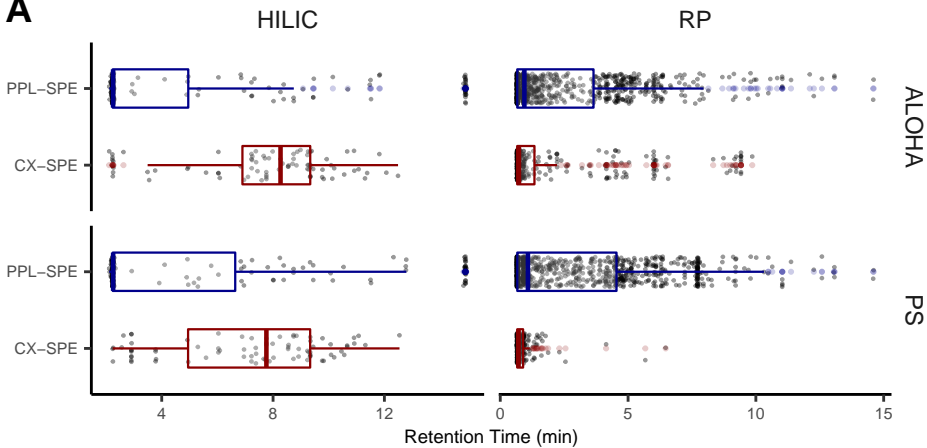 A
HILIC
RP
PPL−SPE
CX−SPE
ALOHA
PPL−SPE
CX−SPE
PS
4
8
12
0
5
10
15
Retention Time (min)